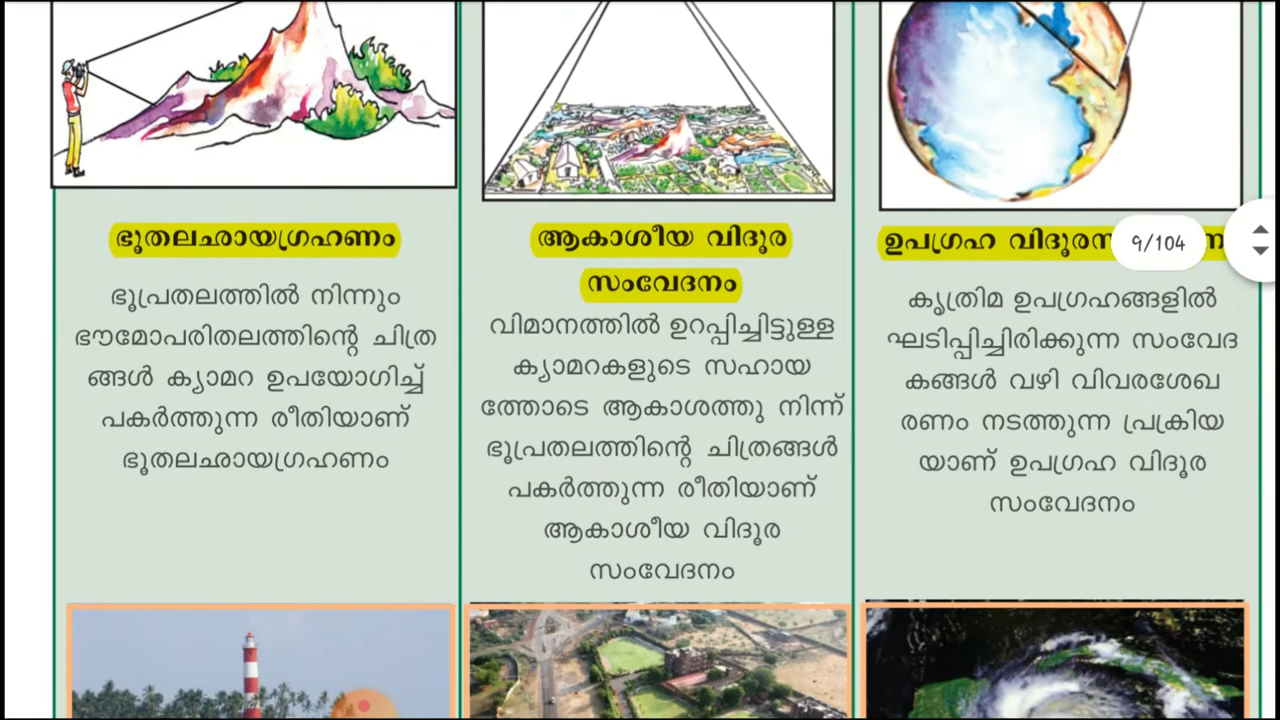 ഭൂതലഛായഗ്രഹണം
ഭൂപ്രതലത്തിൽ നിന്നും
ഭൗമോപരിതലത്തിന്റെ ചിത്ര
ങ്ങൾ ക്യാമറ ഉപയോഗിച്ച്
പകർത്തുന്ന രീതിയാണ്
ഭൂതലഛായഗ്രഹണം
ആകാശീയ വിദൂര
സംവേദനം
വിമാനത്തിൽ ഉറപ്പിച്ചിട്ടുള്ള
ക്യാമറകളുടെ സഹായ
ത്തോടെ ആകാശത്തു നിന്ന്
ഭൂപ്രതലത്തിന്റെ ചിത്രങ്ങൾ
പകർത്തുന്ന രീതിയാണ്
ആകാശീയ വിദൂര
സംവേദനം
ഉപഗ്രഹ
9/104
കൃത്രിമ ഉപഗ്രഹങ്ങളിൽ
ഘടിപ്പിച്ചിരിക്കുന്ന സംവേദ
കങ്ങൾ വഴി വിവരശേഖ
രണം നടത്തുന്ന പ്രക്രിയ
യാണ് ഉപഗ്രഹ വിദൂര
സംവേദനം